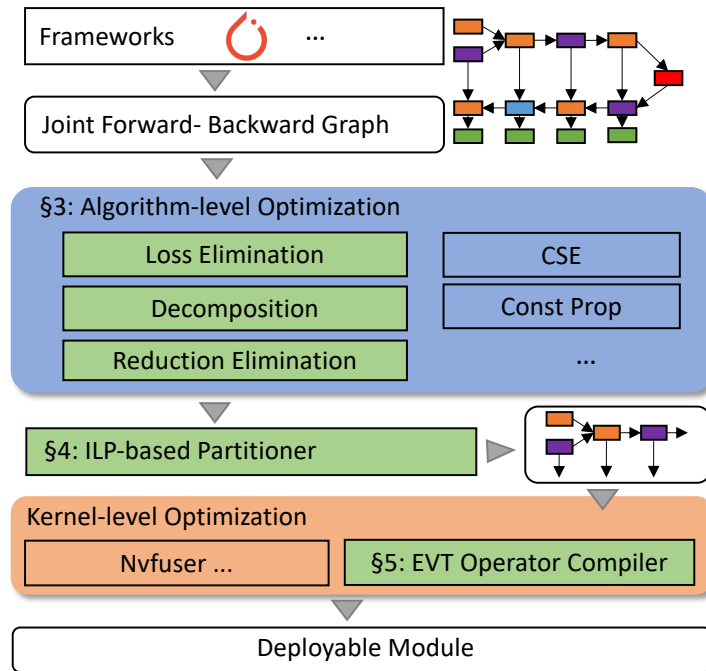 Frameworks ...
Joint Forward- Backward Graph
§3: Algorithm-level Optimization
Loss Elimination
CSE
Decomposition
Const Prop
Reduction Elimination
...
§4: ILP-based Partitioner
Kernel-level Optimization
Nvfuser ...
§5: EVT Operator Compiler
Deployable Module